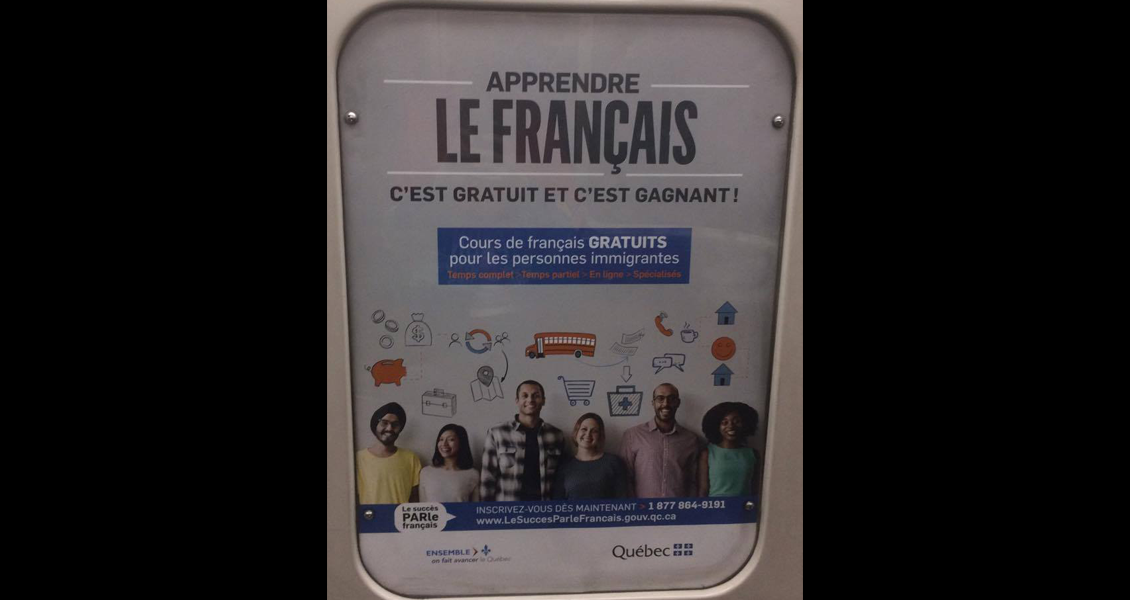 APPRENDRE
LE FRANÇAIS
C'EST GRATUIT ET C'EST GAGNANT !
Cours de français GRATUITS
pour les personnes immigrantes
Temps complet > Temps partiel > En ligne > Spécialisés
$
Le succès
PARle
français
INSCRIVEZ-VOUS DÈS MAINTENANT > 1 877 864-9191
www.LeSuccesParleFrancais.gouv.qc.ca
ENSEMBLE >
on fait avancer le Québec
Québec